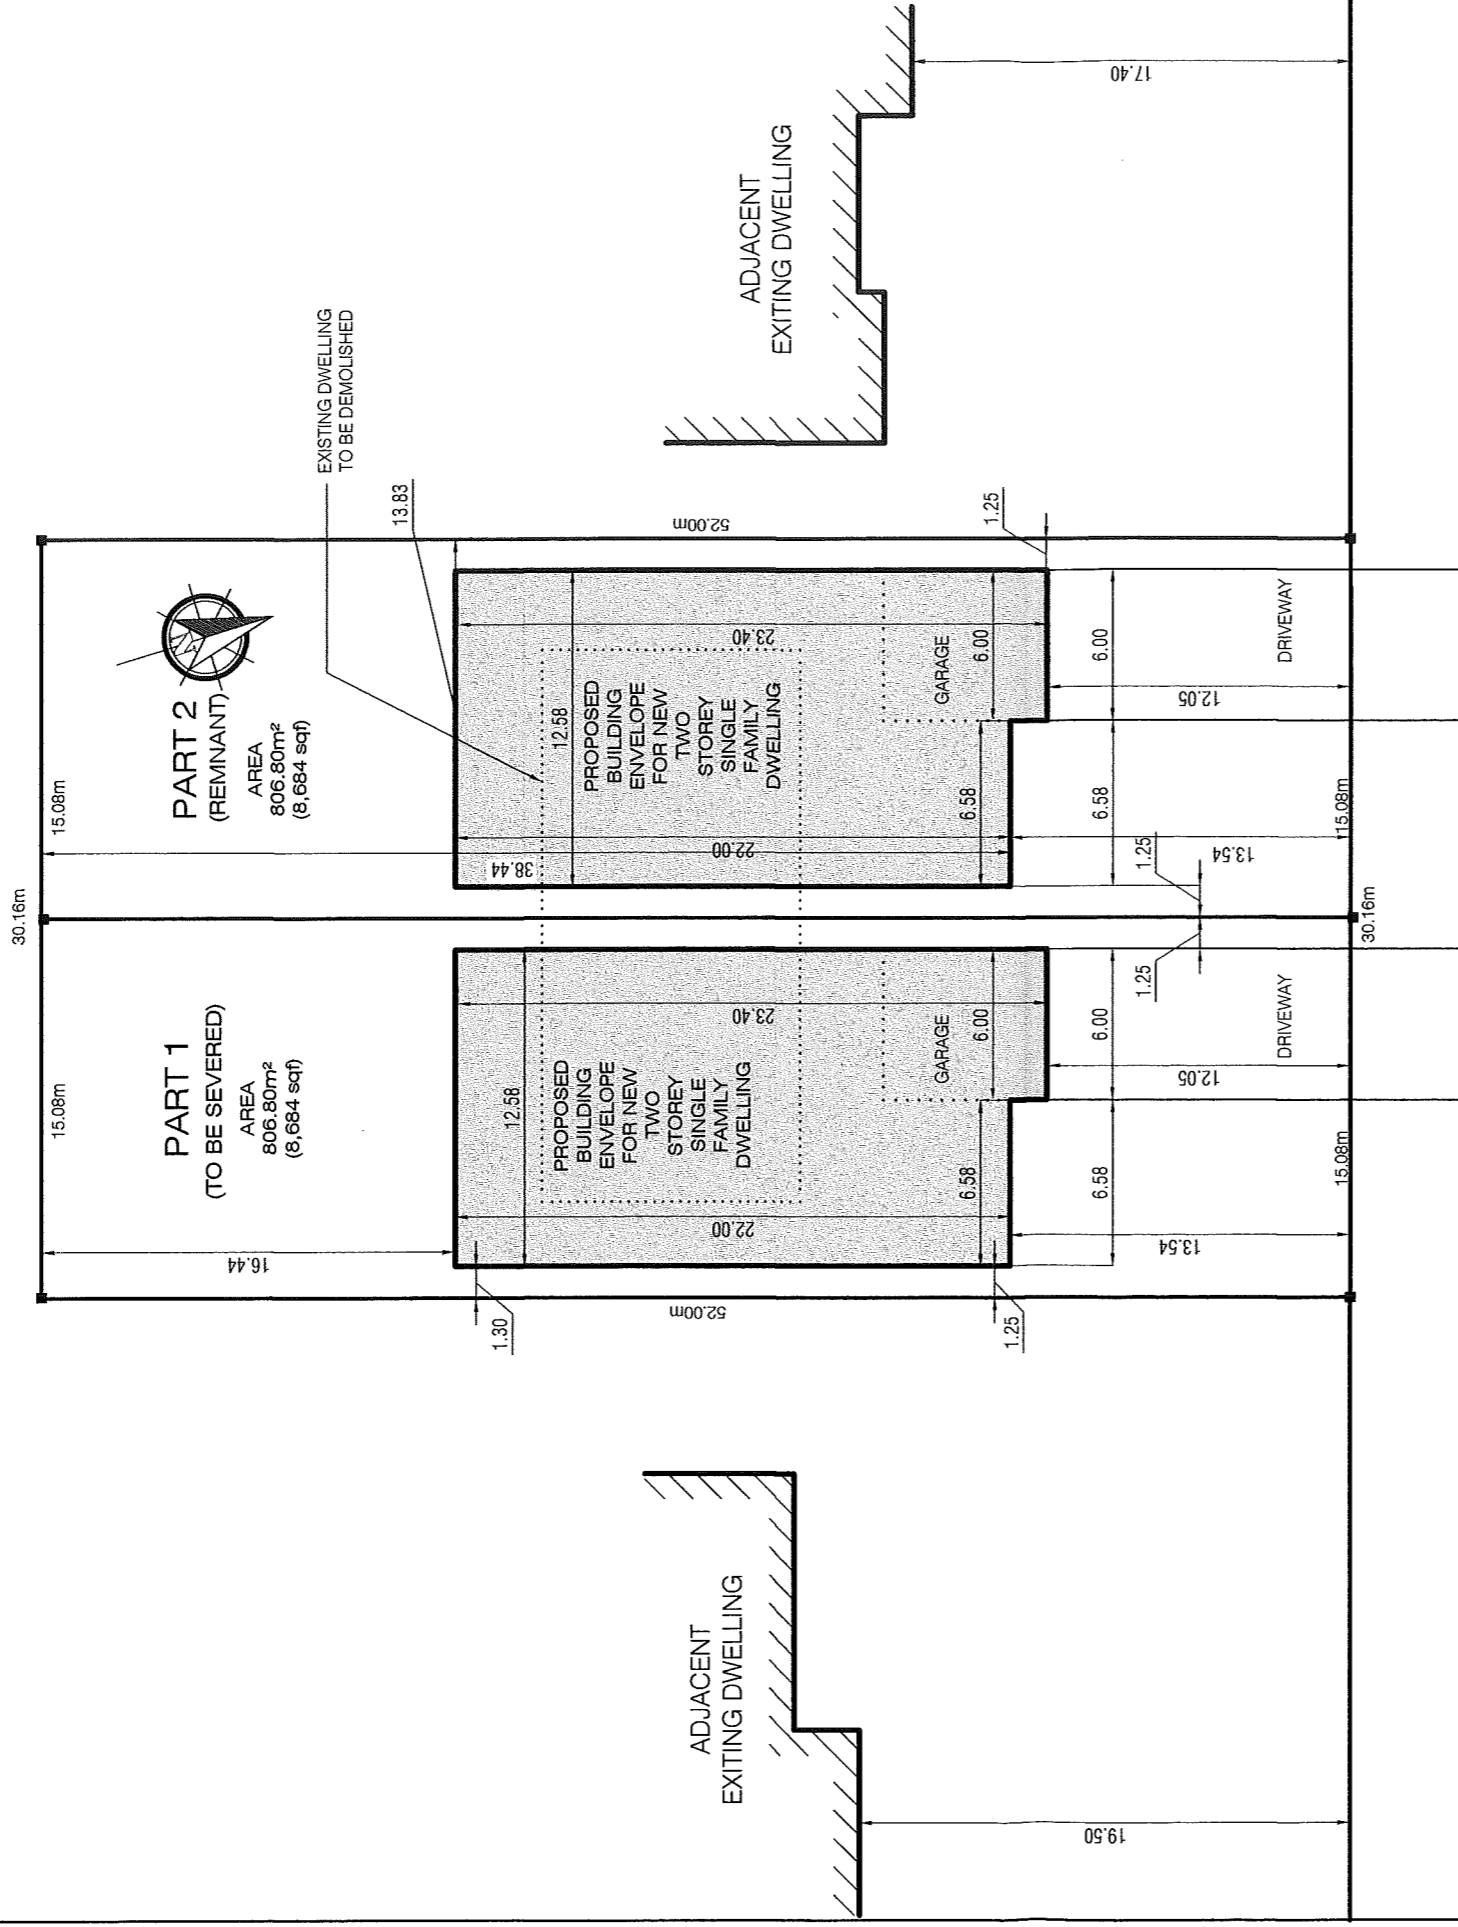 30.16m
15.08m
15.08m
PART 1
(TO BE SEVERED)
AREA
806.80m²
(8,684 sqf)
PART 2
(REMNANT)
AREA
806.80m²
(8,684 sqf)
N
EXISTING DWELLING
TO BE DEMOLISHED
13.83
16.44
38.44
52.00m
52.00m
1.30
1.25
12.58
PROPOSED
BUILDING
ENVELOPE
FOR NEW
TWO
STOREY
SINGLE
FAMILY
DWELLING
23.40
22.00
GARAGE
6.00
6.58
12.58
PROPOSED
BUILDING
ENVELOPE
FOR NEW
TWO
STOREY
SINGLE
FAMILY
DWELLING
23.40
22.00
GARAGE
6.00
6.58
1.25
6.58
6.00
6.58
6.00
1.25
1.25
13.54
12.05
DRIVEWAY
13.54
12.05
DRIVEWAY
15.08m
15.08m
30.16m
ADJACENT
EXITING DWELLING
19.50
ADJACENT
EXITING DWELLING
17.40